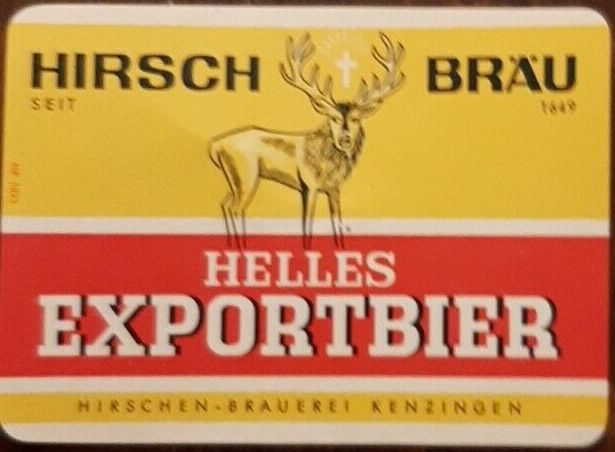 HIRSCH BRÄU
SEIT 1649
HELLES
EXPORTBIER
HIRSCHEN-BRAUEREI KENZINGEN